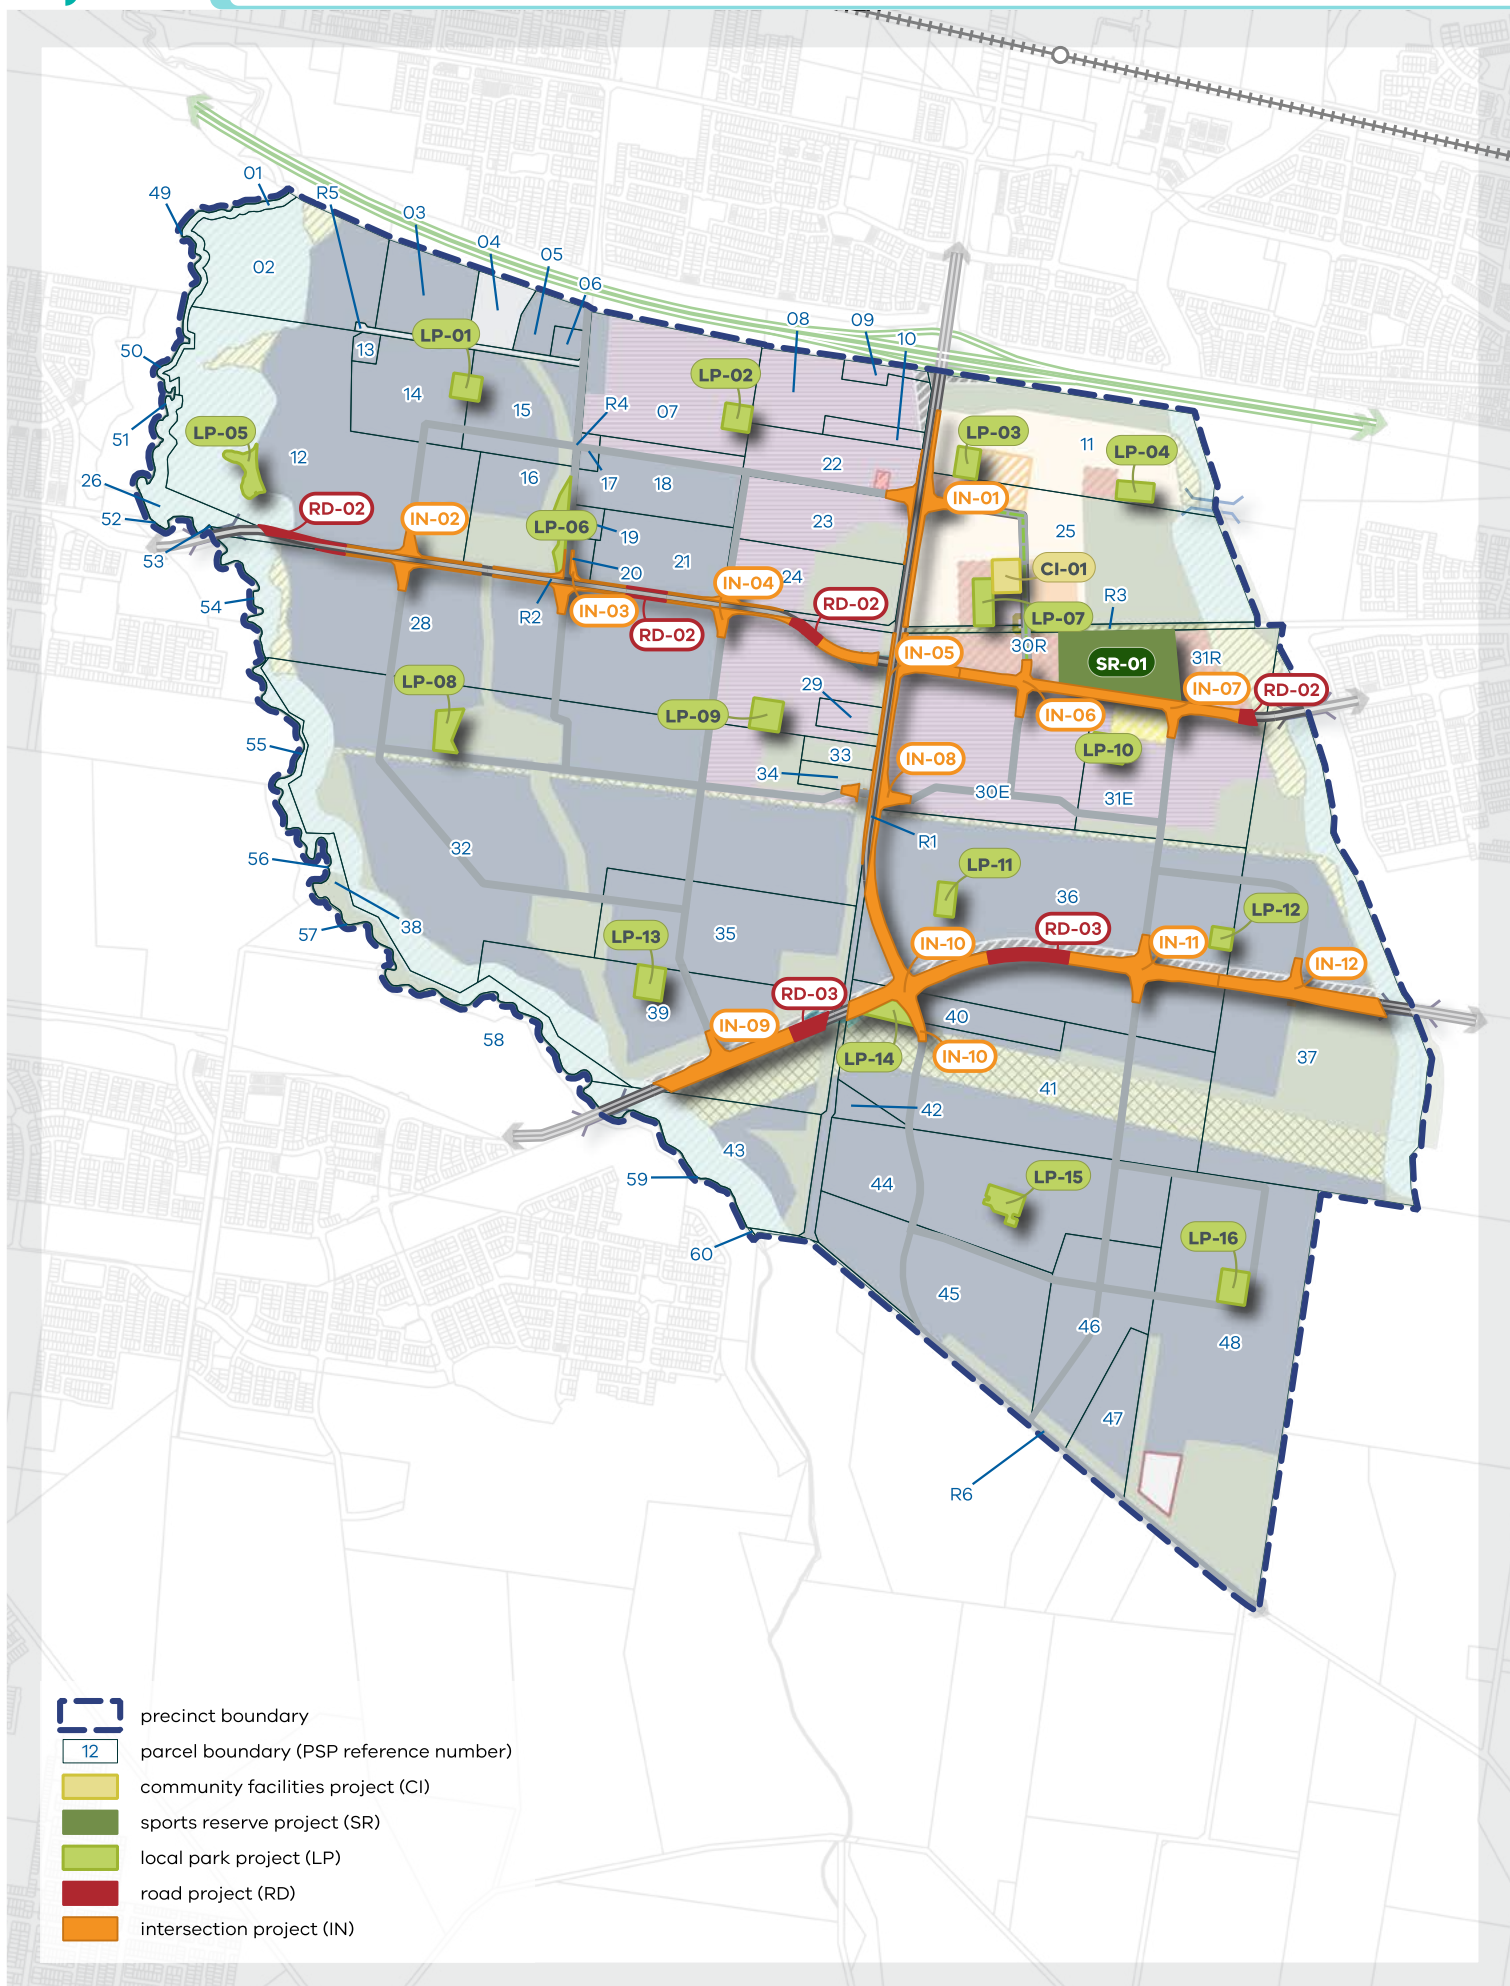 01
49
R5
03
04
05
02
06
08
09
10
50
13
LP-01
LP-02
14
15
R4
07
51
LP-05
12
LP-03
11
LP-04
22
26
16
17
18
IN-01
52
RD-02
IN-02
LP-06
19
23
25
53
20
21
IN-04
24
CI-01
54
28
R2
IN-03
RD-02
RD-02
LP-07
R3
IN-05
30R
SR-01
31R
LP-08
29
IN-07
RD-02
LP-09
IN-06
55
33
34
IN-08
LP-10
30E
31E
32
R1
56
LP-11
36
38
LP-12
57
LP-13
35
IN-10
RD-03
IN-11
IN-12
RD-03
39
IN-09
40
58
LP-14
IN-10
37
41
42
43
59
44
LP-15
60
LP-16
45
46
48
47
R6
precinct boundary
12 parcel boundary (PSP reference number)
community facilities project (CI)
sports reserve project (SR)
local park project (LP)
road project (RD)
intersection project (IN)